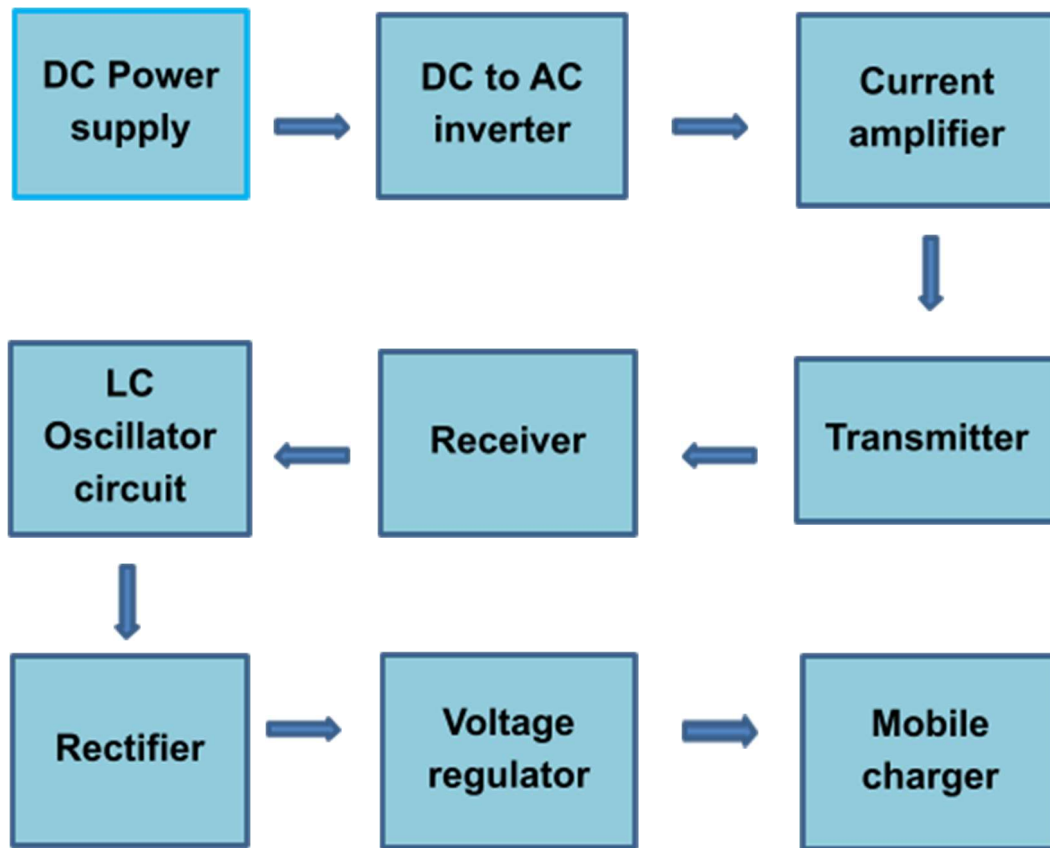 DC Power
supply
DC to AC
inverter
Current
amplifier
LC
Oscillator
circuit
Receiver
Transmitter
Rectifier
Voltage
regulator
Mobile
charger